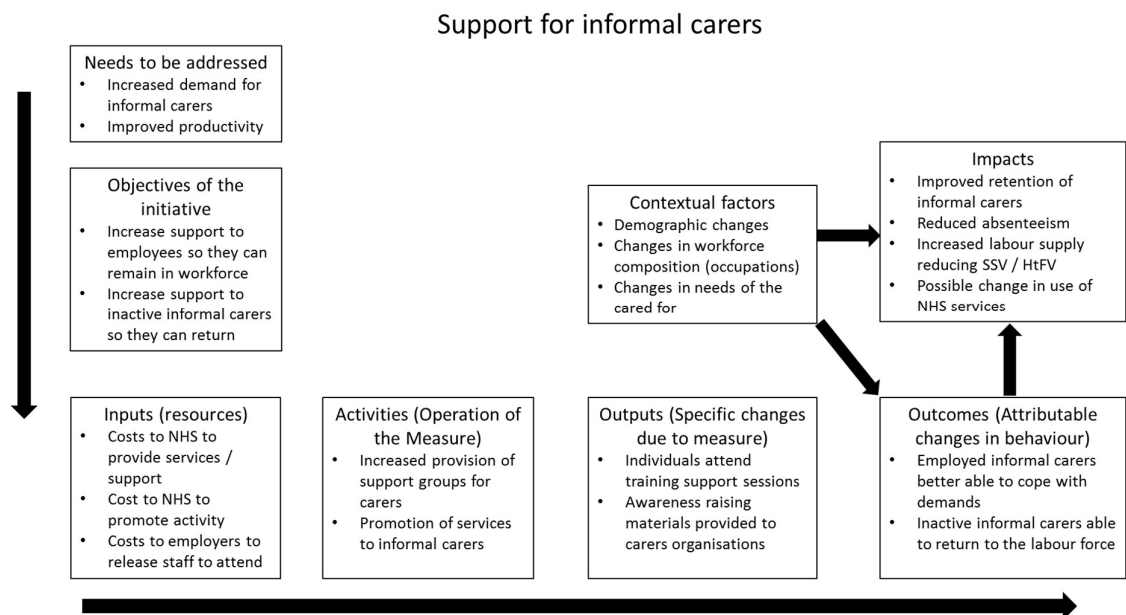 Support for informal carers
Needs to be addressed
• Increased demand for
informal carers
• Improved productivity
Objectives of the
initiative
• Increase support to
employees so they can
remain in workforce
• Increase support to
inactive informal carers
so they can return
Contextual factors
• Demographic changes
• Changes in workforce
composition (occupations)
• Changes in needs of the
cared for
Impacts
• Improved retention of
informal carers
• Reduced absenteeism
• Increased labour supply
reducing SSV / HtFV
• Possible change in use of
NHS services
Inputs (resources)
• Costs to NHS to
provide services /
support
• Cost to NHS to
promote activity
• Costs to employers to
release staff to attend
Activities (Operation of
the Measure)
• Increased provision of
support groups for
carers
• Promotion of services
to informal carers
Outputs (Specific changes
due to measure)
• Individuals attend
training support sessions
• Awareness raising
materials provided to
carers organisations
Outcomes (Attributable
changes in behaviour)
• Employed informal carers
better able to cope with
demands
• Inactive informal carers able
to return to the labour force